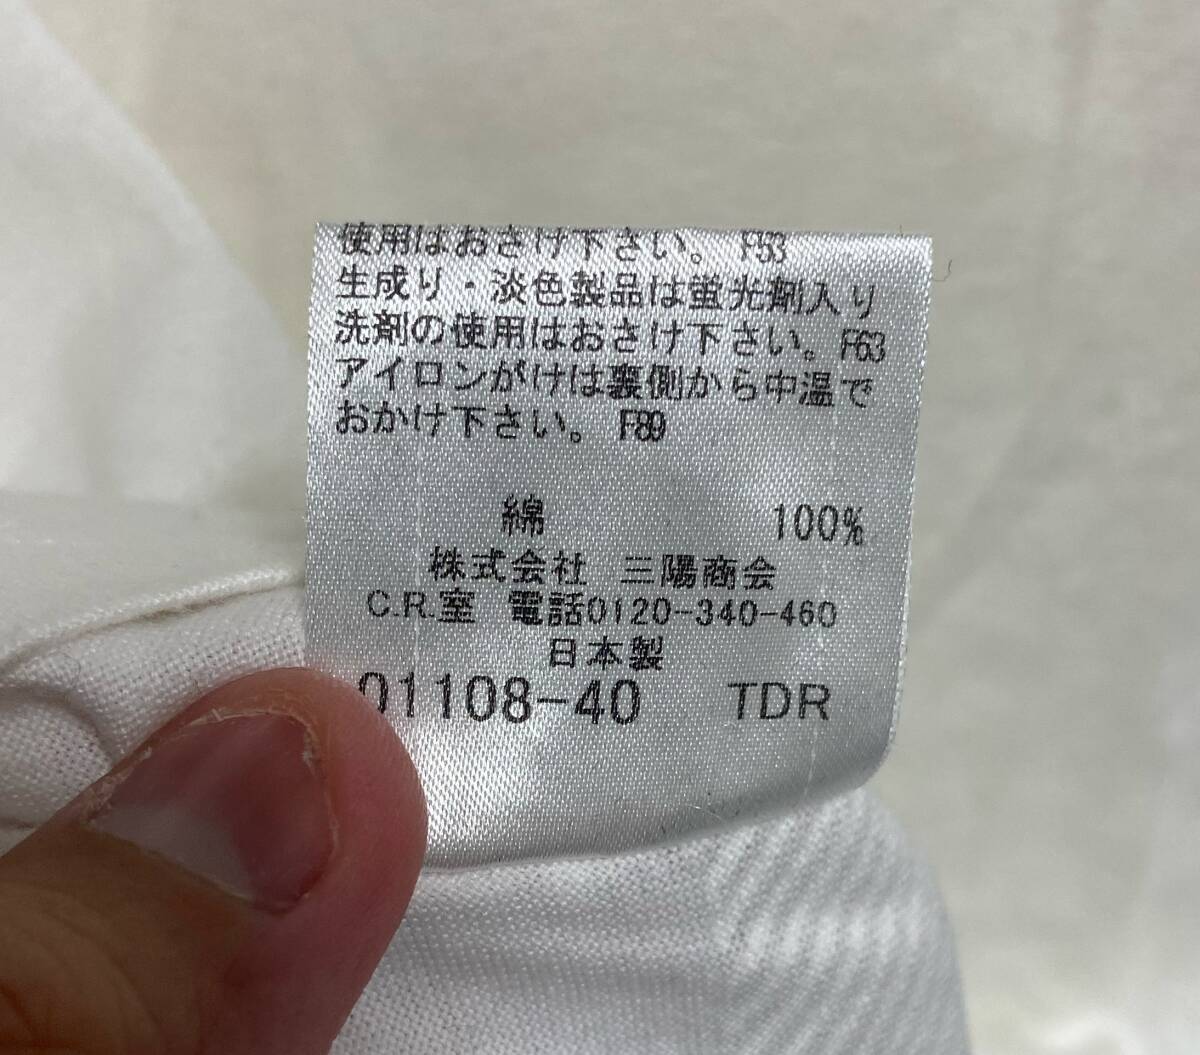 使用はおさけ下さい。 F53
生成り・淡色製品は蛍光剤入り
洗剤の使用はおさけ下さい。 F63
アイロンがけは裏側から中温で
おかけ下さい。 F89
綿 100%
株式会社 三陽商会
C.R.室 電話0120-340-460
日本製
01108-40 TDR